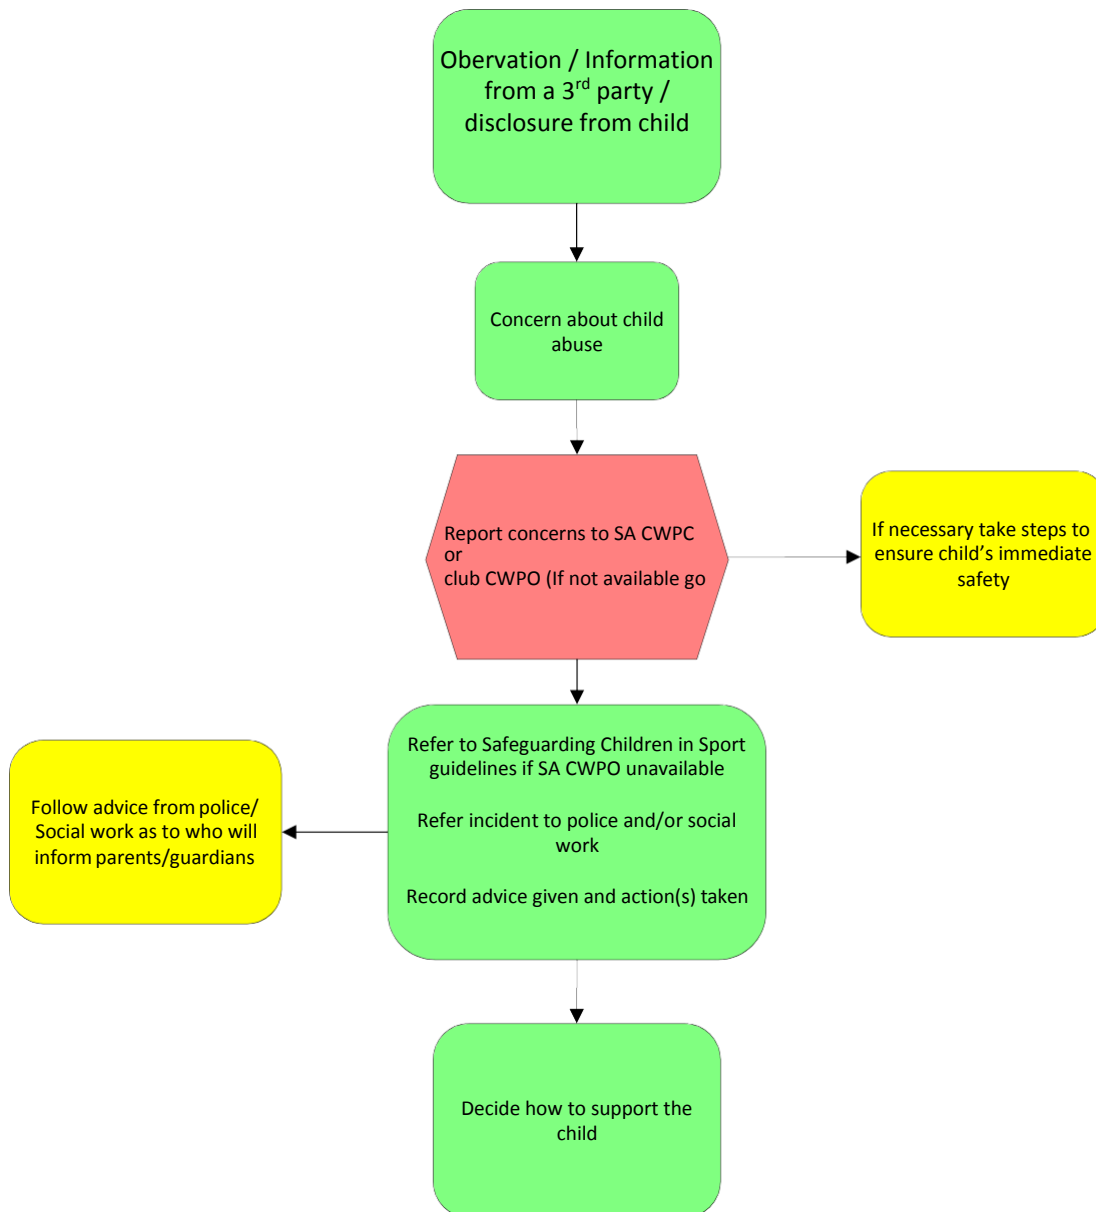 Obervation / Information
from a 3rd party /
disclosure from child
Concern about child
abuse
Report concerns to SA CWPC
or
club CWPO (If not available go
If necessary take steps to
ensure child’s immediate
safety
Refer to Safeguarding Children in Sport
guidelines if SA CWPO unavailable
Refer incident to police and/or social
work
Record advice given and action(s) taken
Follow advice from police/
Social work as to who will
inform parents/guardians
Decide how to support the
child